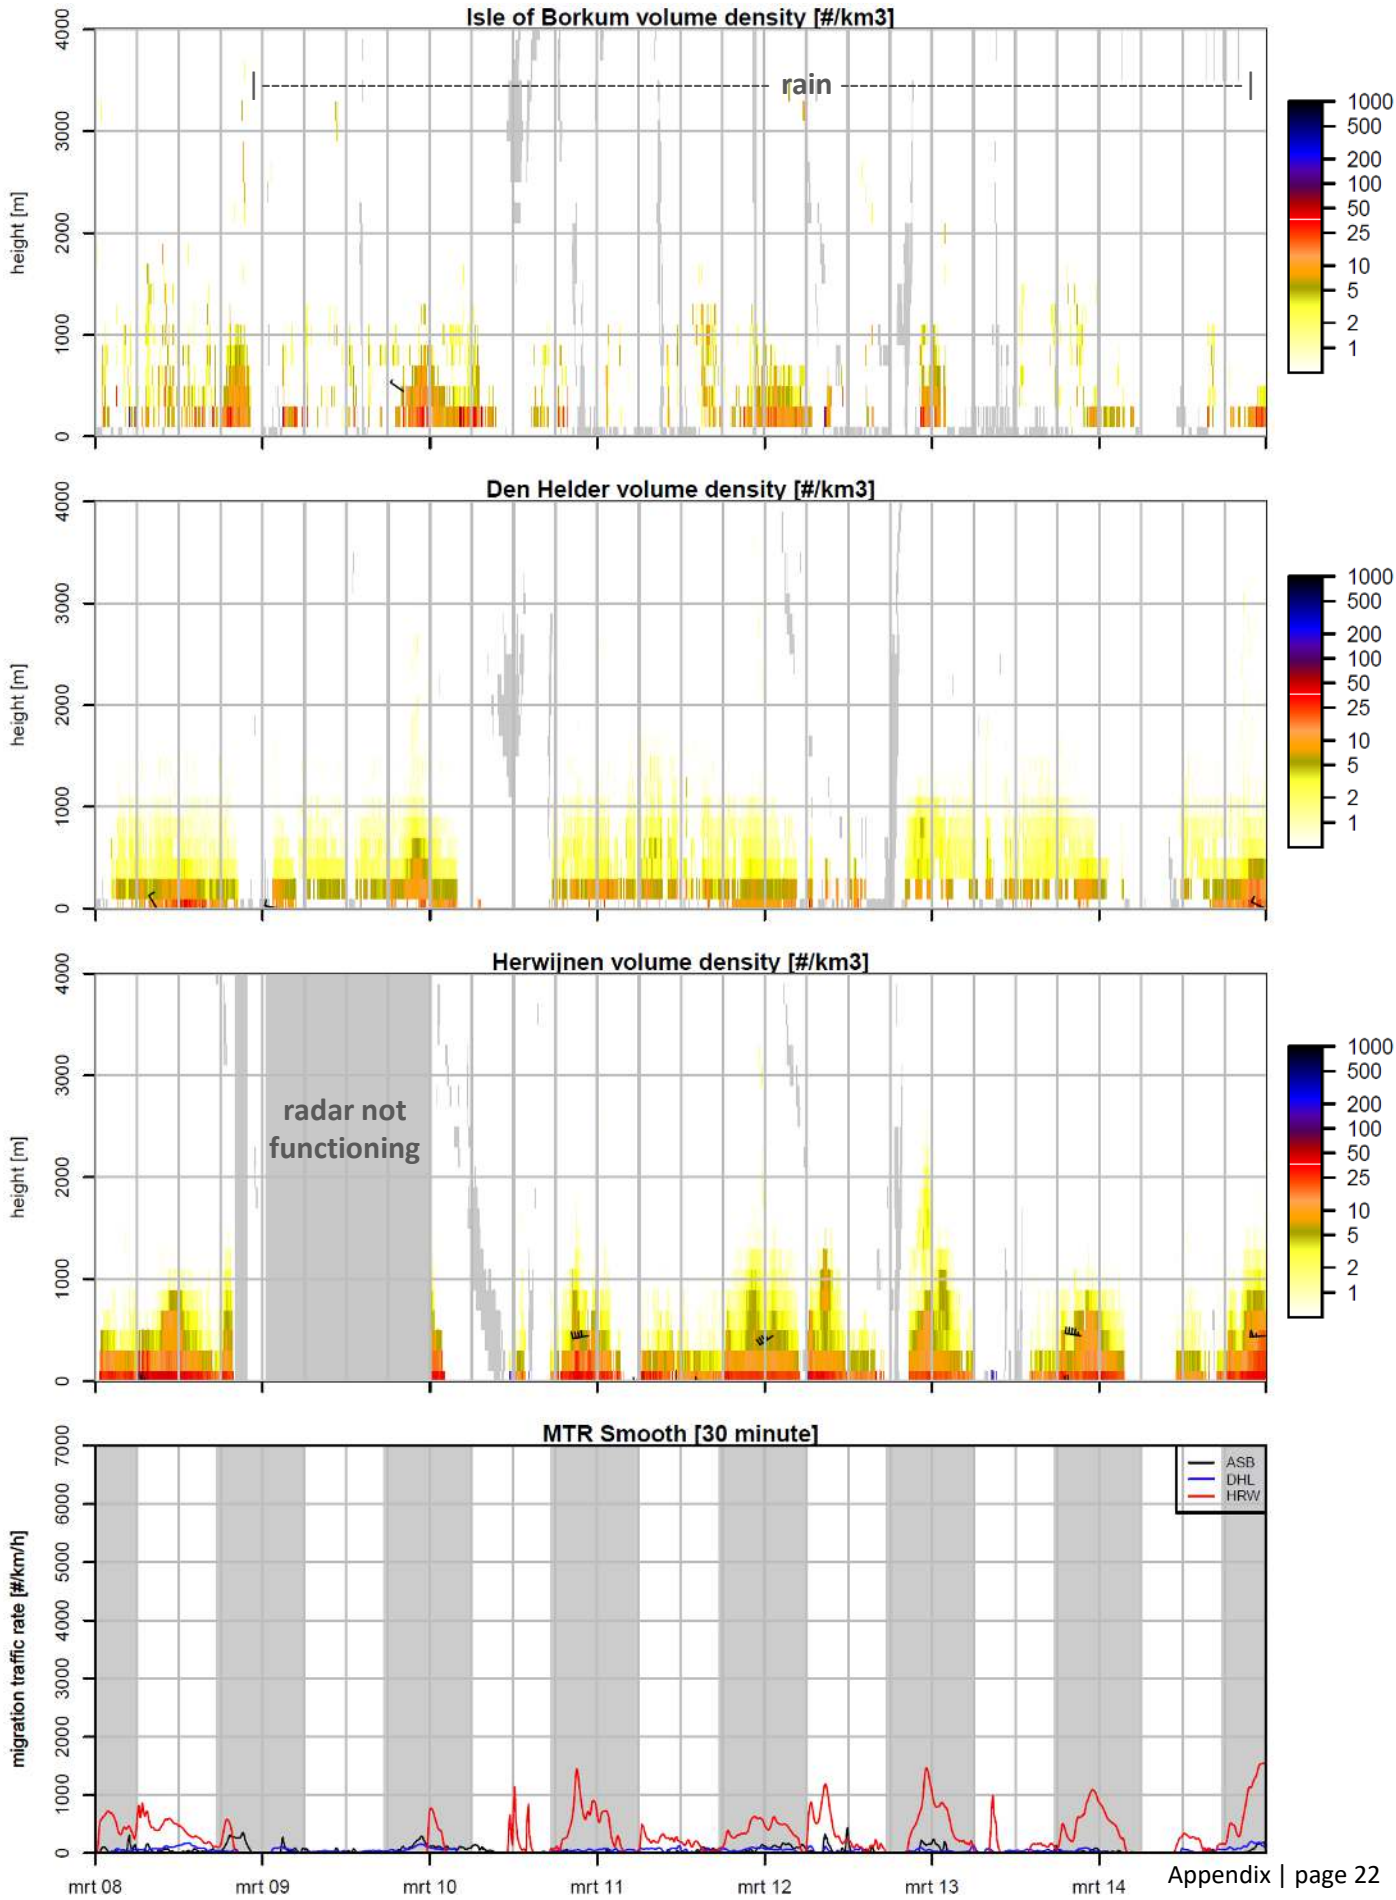 Isle of Borkum volume density [#/km3]
4000
3000
2000
1000
0
height [m]
rain
1000
500
200
100
50
25
10
5
2
1
Den Helder volume density [#/km3]
4000
3000
2000
1000
0
height [m]
1000
500
200
100
50
25
10
5
2
1
Herwijnen volume density [#/km3]
4000
3000
2000
1000
0
height [m]
radar not
functioning
1000
500
200
100
50
25
10
5
2
1
MTR Smooth [30 minute]
7000
6000
5000
4000
3000
2000
1000
0
migration traffic rate [#/km/h]
ASB
DHL
HRW
mrt 08
mrt 09
mrt 10
mrt 11
mrt 12
mrt 13
mrt 14
Appendix | page 22